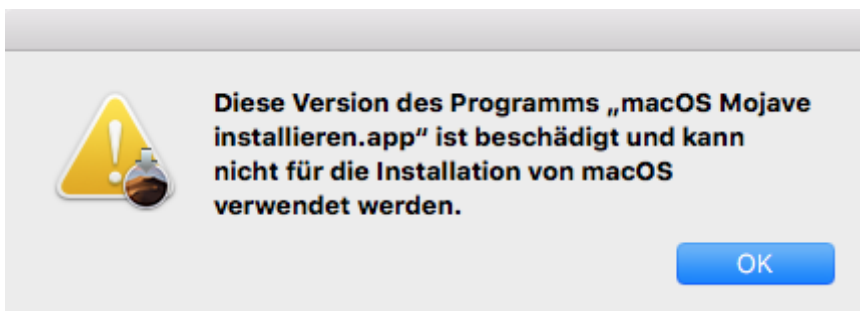 Diese Version des Programms „macOS Mojave
installieren.app“ ist beschädigt und kann
nicht für die Installation von macOS
verwendet werden.
OK